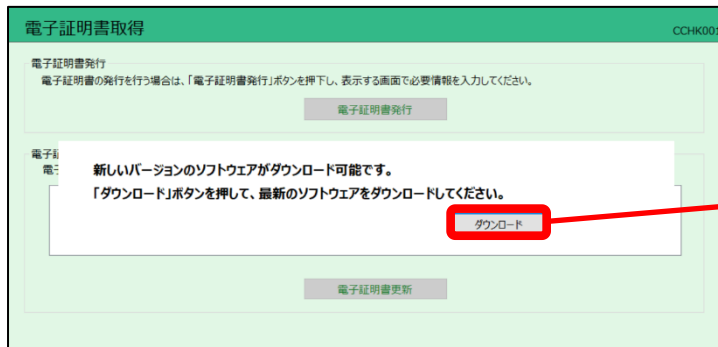 電子証明書取得
CCHK001
電子証明書発行
電子証明書の発行を行う場合は、「電子証明書発行」ボタンを押下し、表示する画面で必要情報を入力してください。
電子証明書発行
電子
電子
新しいバージョンのソフトウェアがダウンロード可能です。
「ダウンロード」ボタンを押して、最新のソフトウェアをダウンロードしてください。
ダウンロード
電子証明書更新